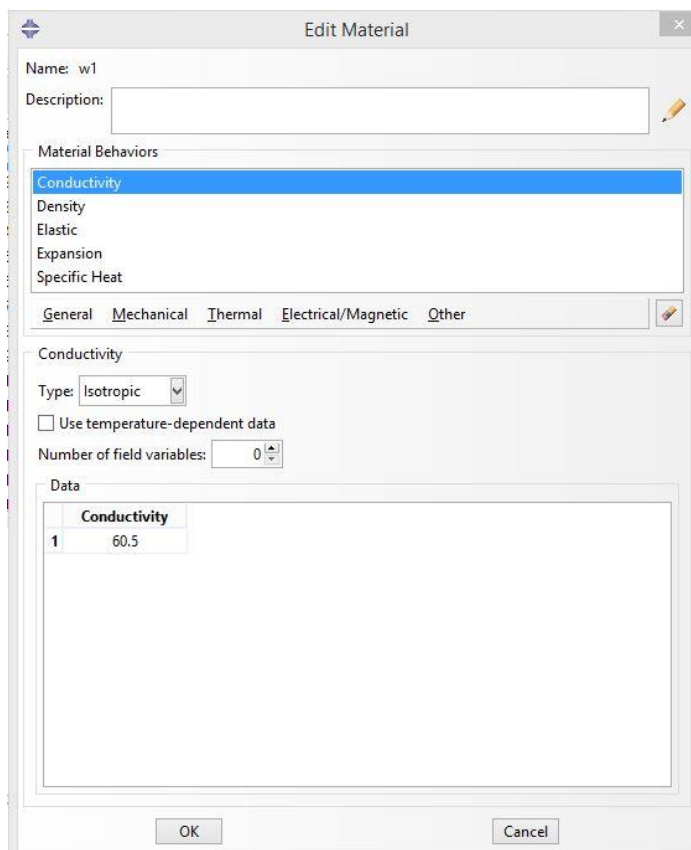 Edit Material
Name: w1
Description:
Material Behaviors
Conductivity
Density
Elastic
Expansion
Specific Heat
General Mechanical Thermal Electrical/Magnetic Other
Conductivity
Type: Isotropic
Use temperature-dependent data
Number of field variables: 0
Data
Conductivity
1 60.5
OK Cancel